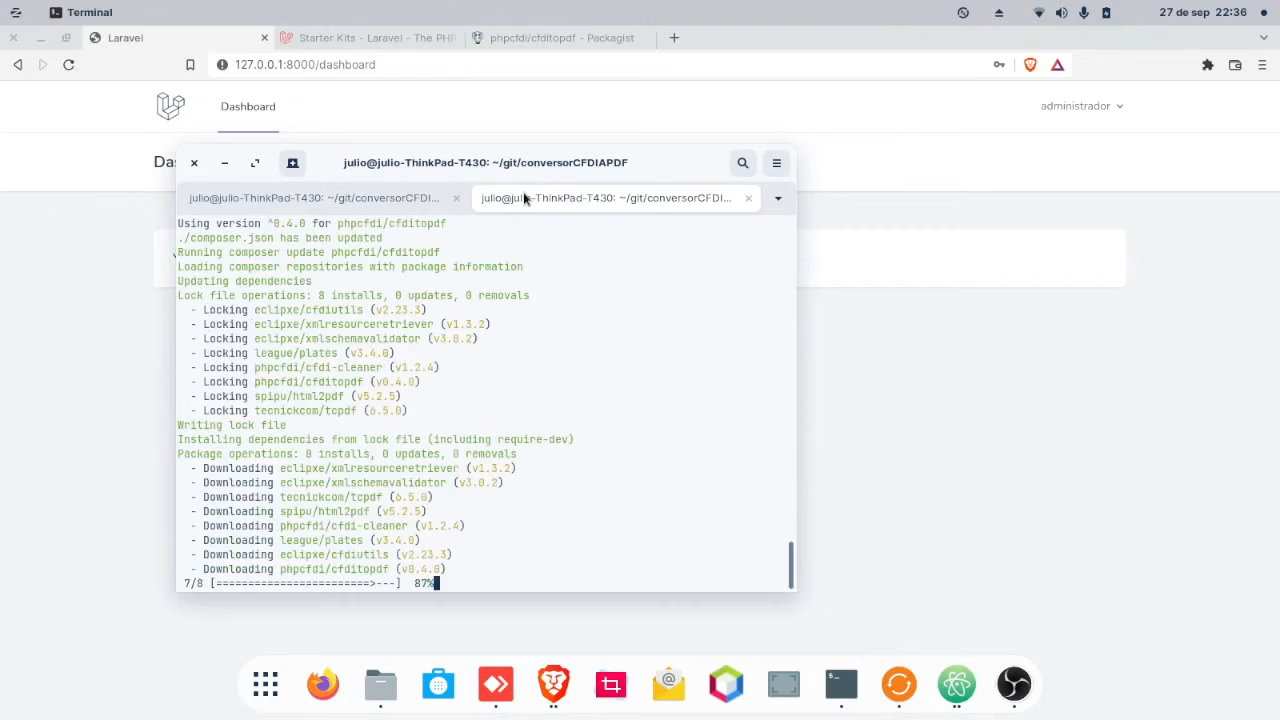 Terminal
27 de sep 22:36
Laravel
Starter Kits - Laravel - The PHP
phpcfdi/cfditopdf - Packagist
127.0.0.1:8000/dashboard
Dashboard
administrador
julio@julio-ThinkPad-T430: ~/git/conversorCFDIAPDF
julio@julio-ThinkPad-T430: ~/git/conversorCFDI...
julio@julio-ThinkPad-T430: ~/git/conversorCFDI...
Using version ^0.4.0 for phpcfdi/cfditopdf
./composer.json has been updated
Running composer update phpcfdi/cfditopdf
Loading composer repositories with package information
Updating dependencies
Lock file operations: 8 installs, 0 updates, 0 removals
- Locking eclipxe/cfdiutils (v2.23.3)
- Locking eclipxe/xmlresourceretriever (v1.3.2)
- Locking eclipxe/xmlschemavalidator (v3.0.2)
- Locking league/plates (v3.4.0)
- Locking phpcfdi/cfdi-cleaner (v1.2.4)
- Locking phpcfdi/cfditopdf (v0.4.0)
- Locking spipu/html2pdf (v5.2.5)
- Locking tecnickcom/tcpdf (6.5.0)
Writing lock file
Installing dependencies from lock file (including require-dev)
Package operations: 8 installs, 0 updates, 0 removals
- Downloading eclipxe/xmlresourceretriever (v1.3.2)
- Downloading eclipxe/xmlschemavalidator (v3.0.2)
- Downloading tecnickcom/tcpdf (6.5.0)
- Downloading spipu/html2pdf (v5.2.5)
- Downloading phpcfdi/cfdi-cleaner (v1.2.4)
- Downloading league/plates (v3.4.0)
- Downloading eclipxe/cfdiutils (v2.23.3)
- Downloading phpcfdi/cfditopdf (v0.4.0)
7/8 [========================>---] 87%